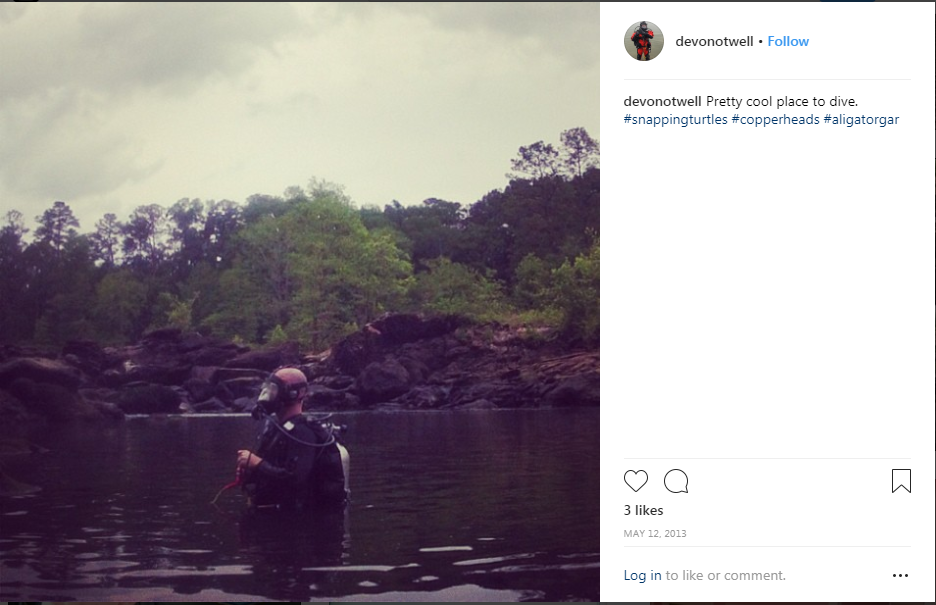 devonotwell • Follow
devonotwell Pretty cool place to dive.
#snappingturtles #copperheads #aligatorgar
3 likes
MAY 12, 2013
Log in to like or comment.